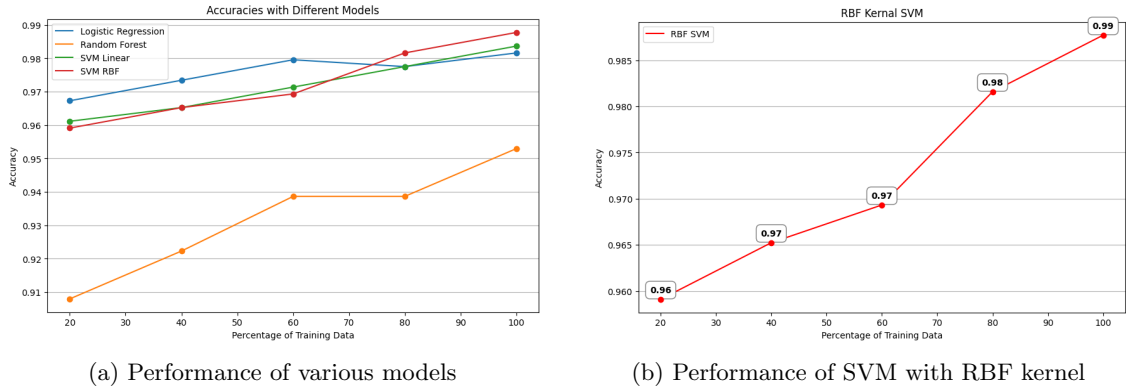 Accuracies with Different Models
0.99
0.98
0.97
0.96
0.95
0.94
0.93
0.92
0.91
Accuracy
Logistic Regression
Random Forest
SVM Linear
SVM RBF
20 30 40 50 60 70 80 90 100
Percentage of Training Data
(a) Performance of various models
RBF Kernal SVM
0.985
0.980
0.975
0.970
0.965
0.960
Accuracy
RBF SVM
0.96
0.97
0.97
0.98
0.99
20 30 40 50 60 70 80 90 100
Percentage of Training Data
(b) Performance of SVM with RBF kernel